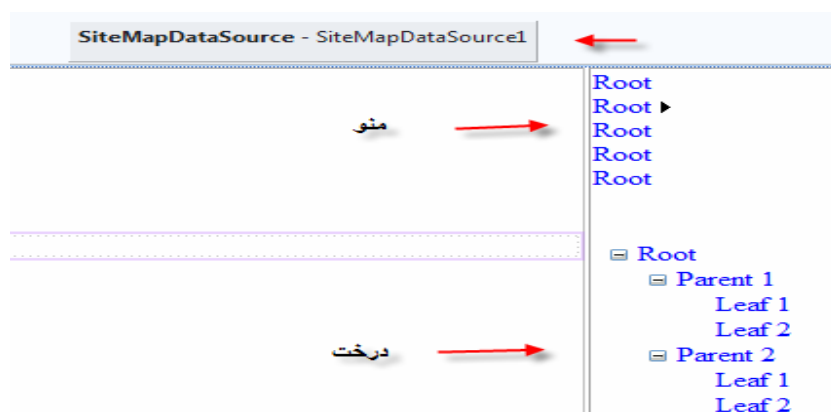 SiteMapDataSource - SiteMapDataSource1
Root
Root
Root
Root
Root
منو
Root
Parent 1
Leaf 1
Leaf 2
Parent 2
Leaf 1
Leaf 2
درخت